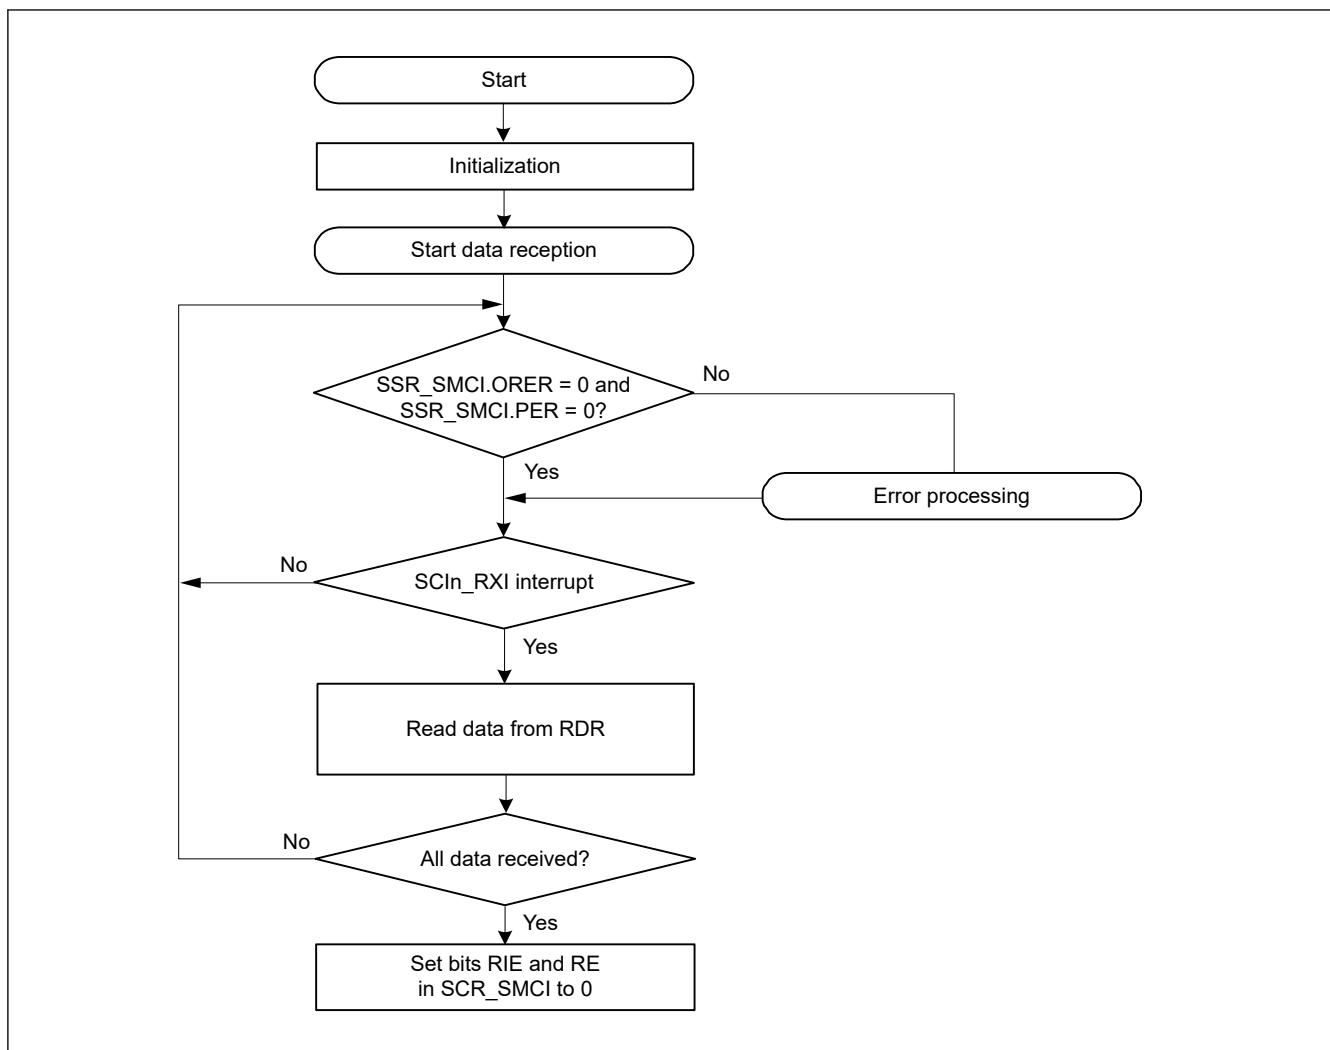 Start
Initialization
Start data reception
SSR_SMCI.ORER = 0 and
SSR_SMCI.PER = 0?
No
Yes
Error processing
No
SCIn_RXI interrupt
Yes
Read data from RDR
No
All data received?
Yes
Set bits RIE and RE
in SCR_SMCI to 0